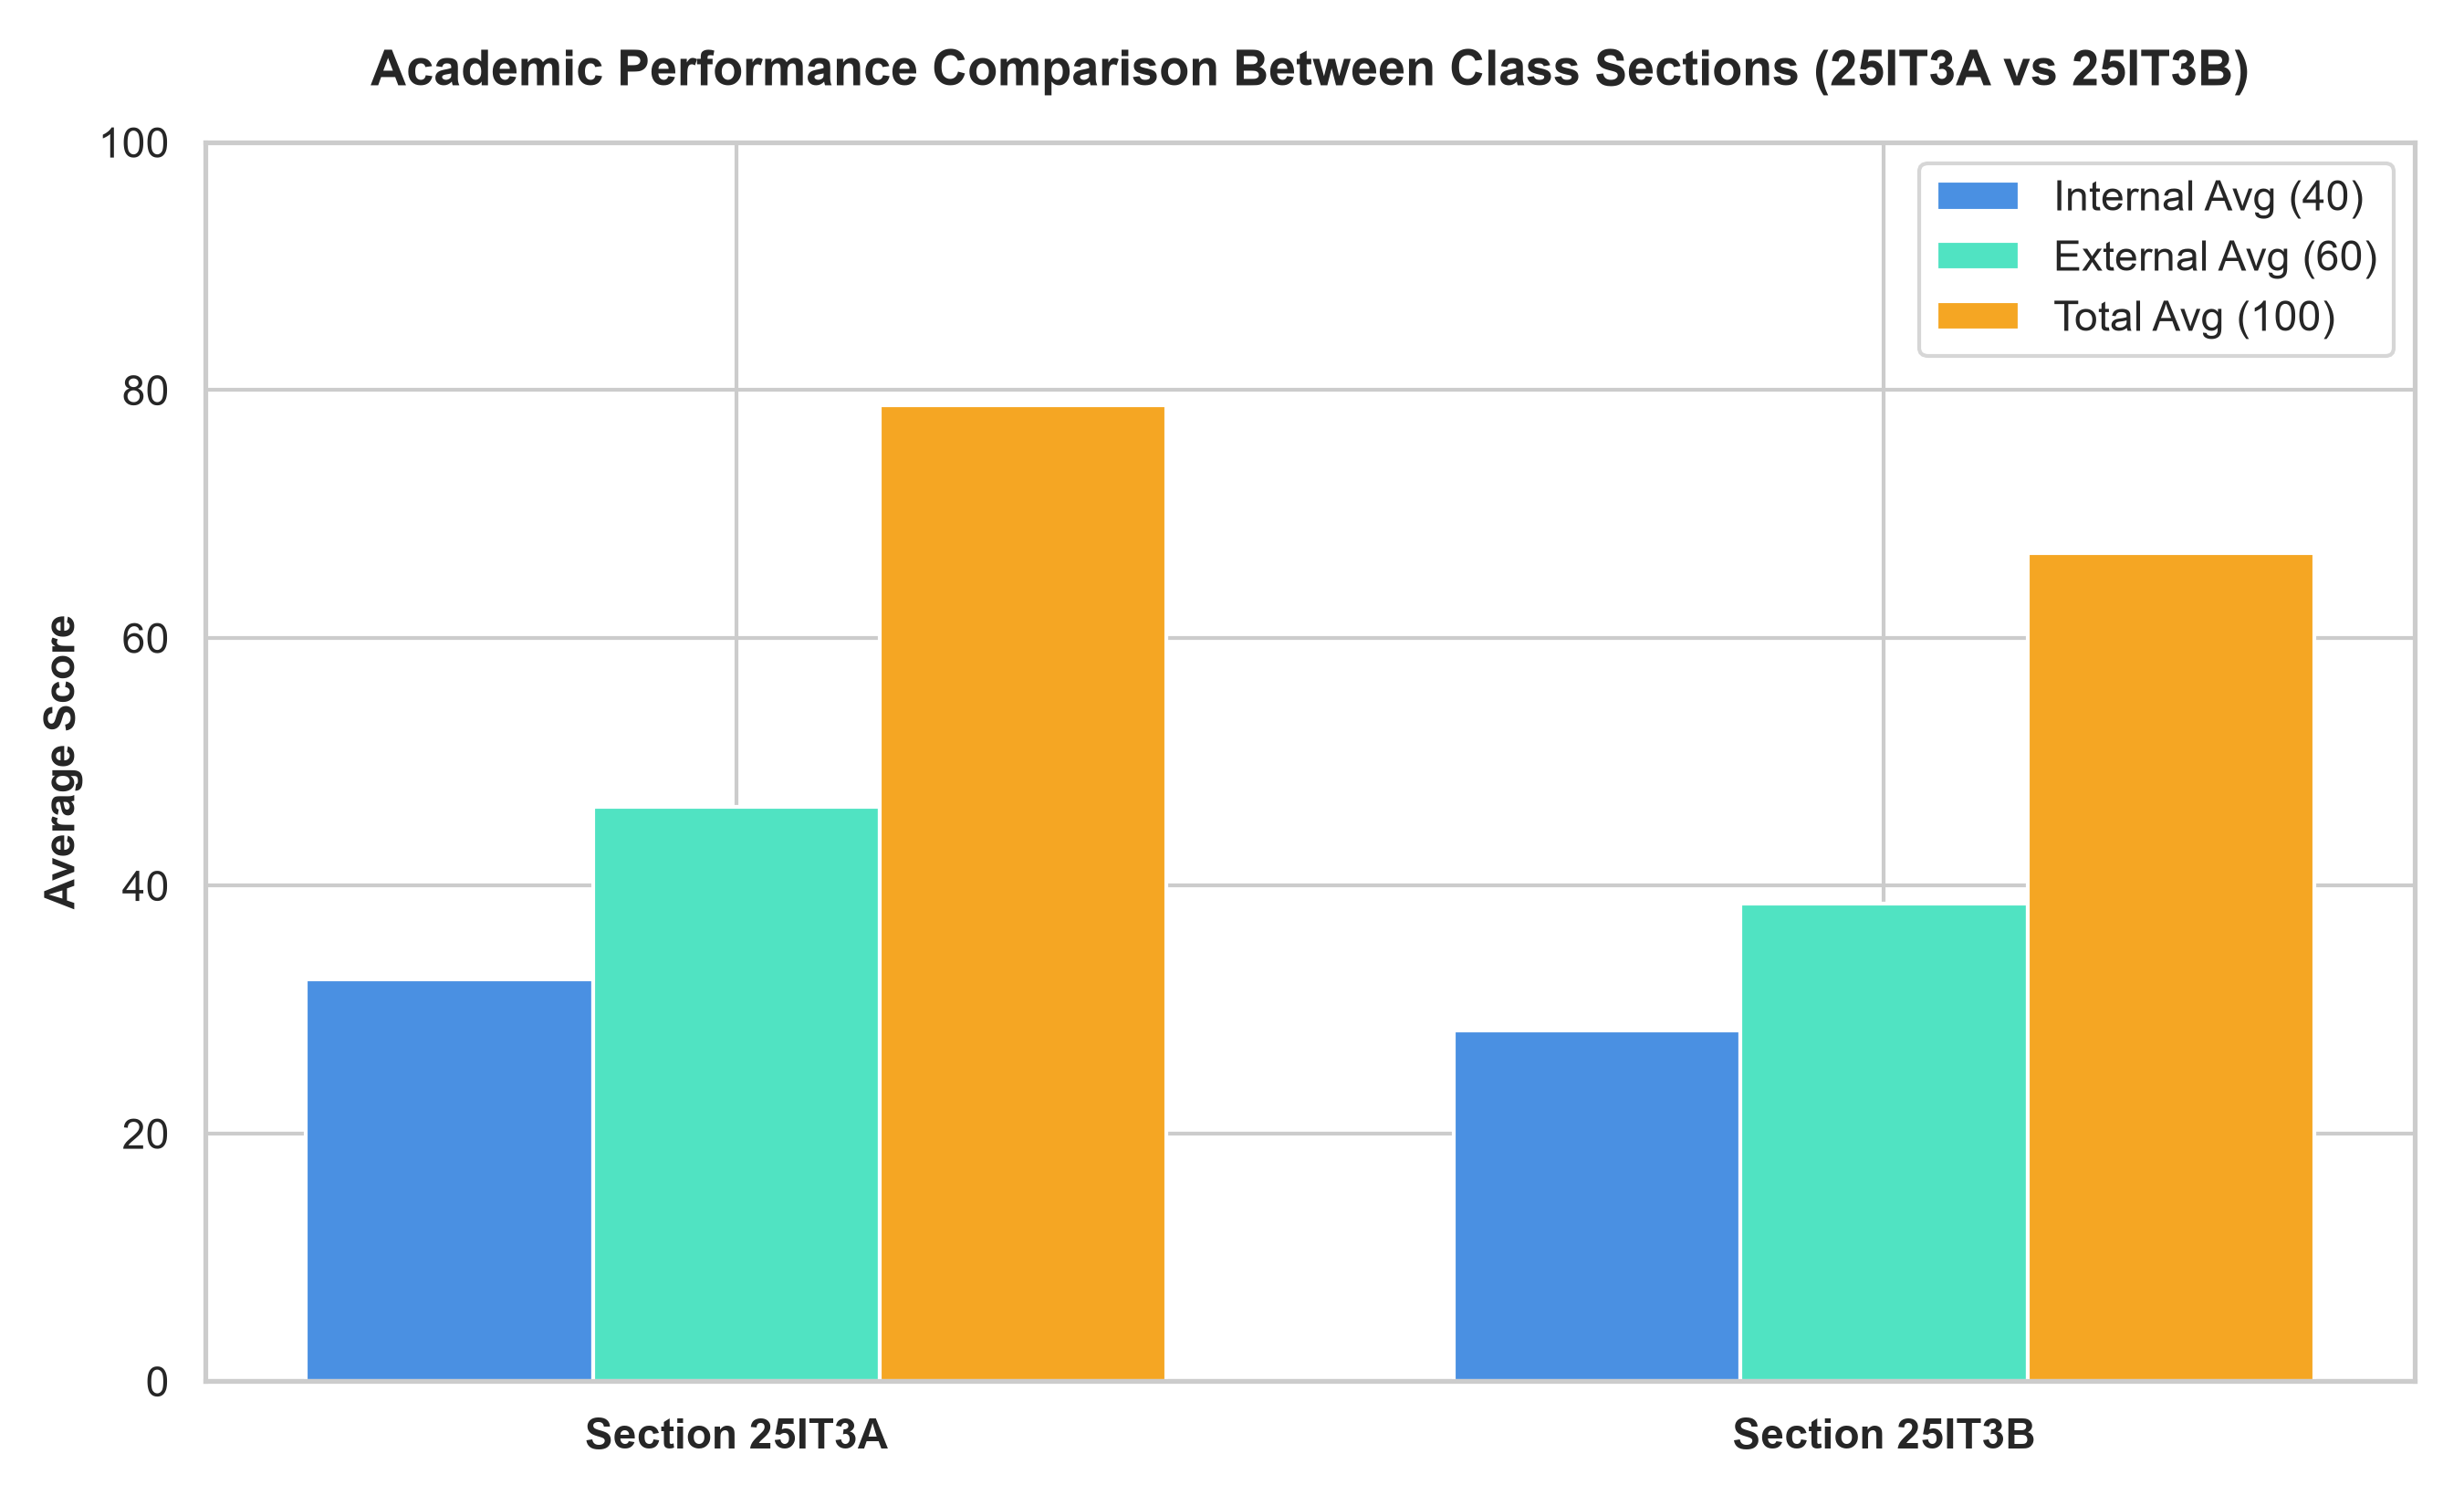 Academic Performance Comparison Between Class Sections (25IT3A vs 25IT3B)
100
80
60
40
20
0
Average Score
Internal Avg (40)
External Avg (60)
Total Avg (100)
Section 25IT3A
Section 25IT3B